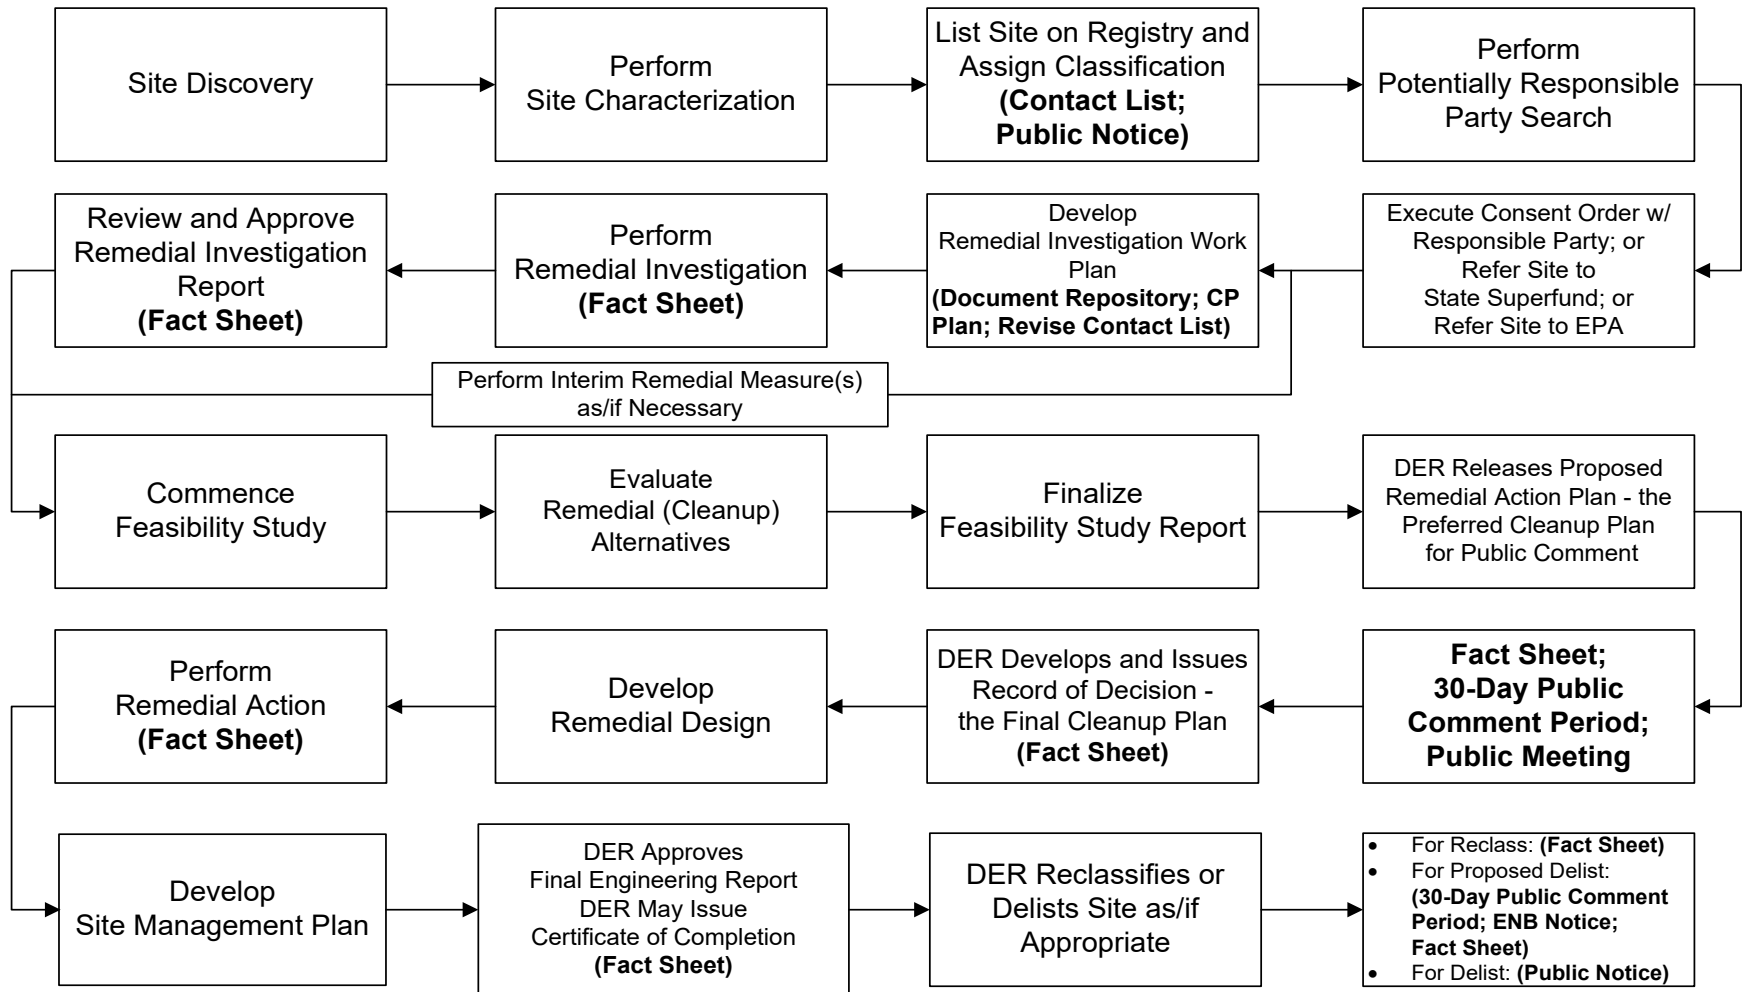 Site Discovery
Perform
Site Characterization
List Site on Registry and
Assign Classification
(Contact List;
Public Notice)
Perform
Potentially Responsible
Party Search
Execute Consent Order w/
Responsible Party; or
Refer Site to
State Superfund; or
Refer Site to EPA
Develop
Remedial Investigation Work
Plan
(Document Repository; CP
Plan; Revise Contact List)
Perform
Remedial Investigation
(Fact Sheet)
Review and Approve
Remedial Investigation
Report
(Fact Sheet)
Perform Interim Remedial Measure(s)
as/if Necessary
Commence
Feasibility Study
Evaluate
Remedial (Cleanup)
Alternatives
Finalize
Feasibility Study Report
DER Releases Proposed
Remedial Action Plan - the
Preferred Cleanup Plan
for Public Comment
Fact Sheet;
30-Day Public
Comment Period;
Public Meeting
DER Develops and Issues
Record of Decision -
the Final Cleanup Plan
(Fact Sheet)
Develop
Remedial Design
Perform
Remedial Action
(Fact Sheet)
Develop
Site Management Plan
DER Approves
Final Engineering Report
DER May Issue
Certificate of Completion
(Fact Sheet)
DER Reclassifies or
Delists Site as/if
Appropriate
• For Reclass: (Fact Sheet)
• For Proposed Delist:
(30-Day Public Comment
Period; ENB Notice;
Fact Sheet)
• For Delist: (Public Notice)